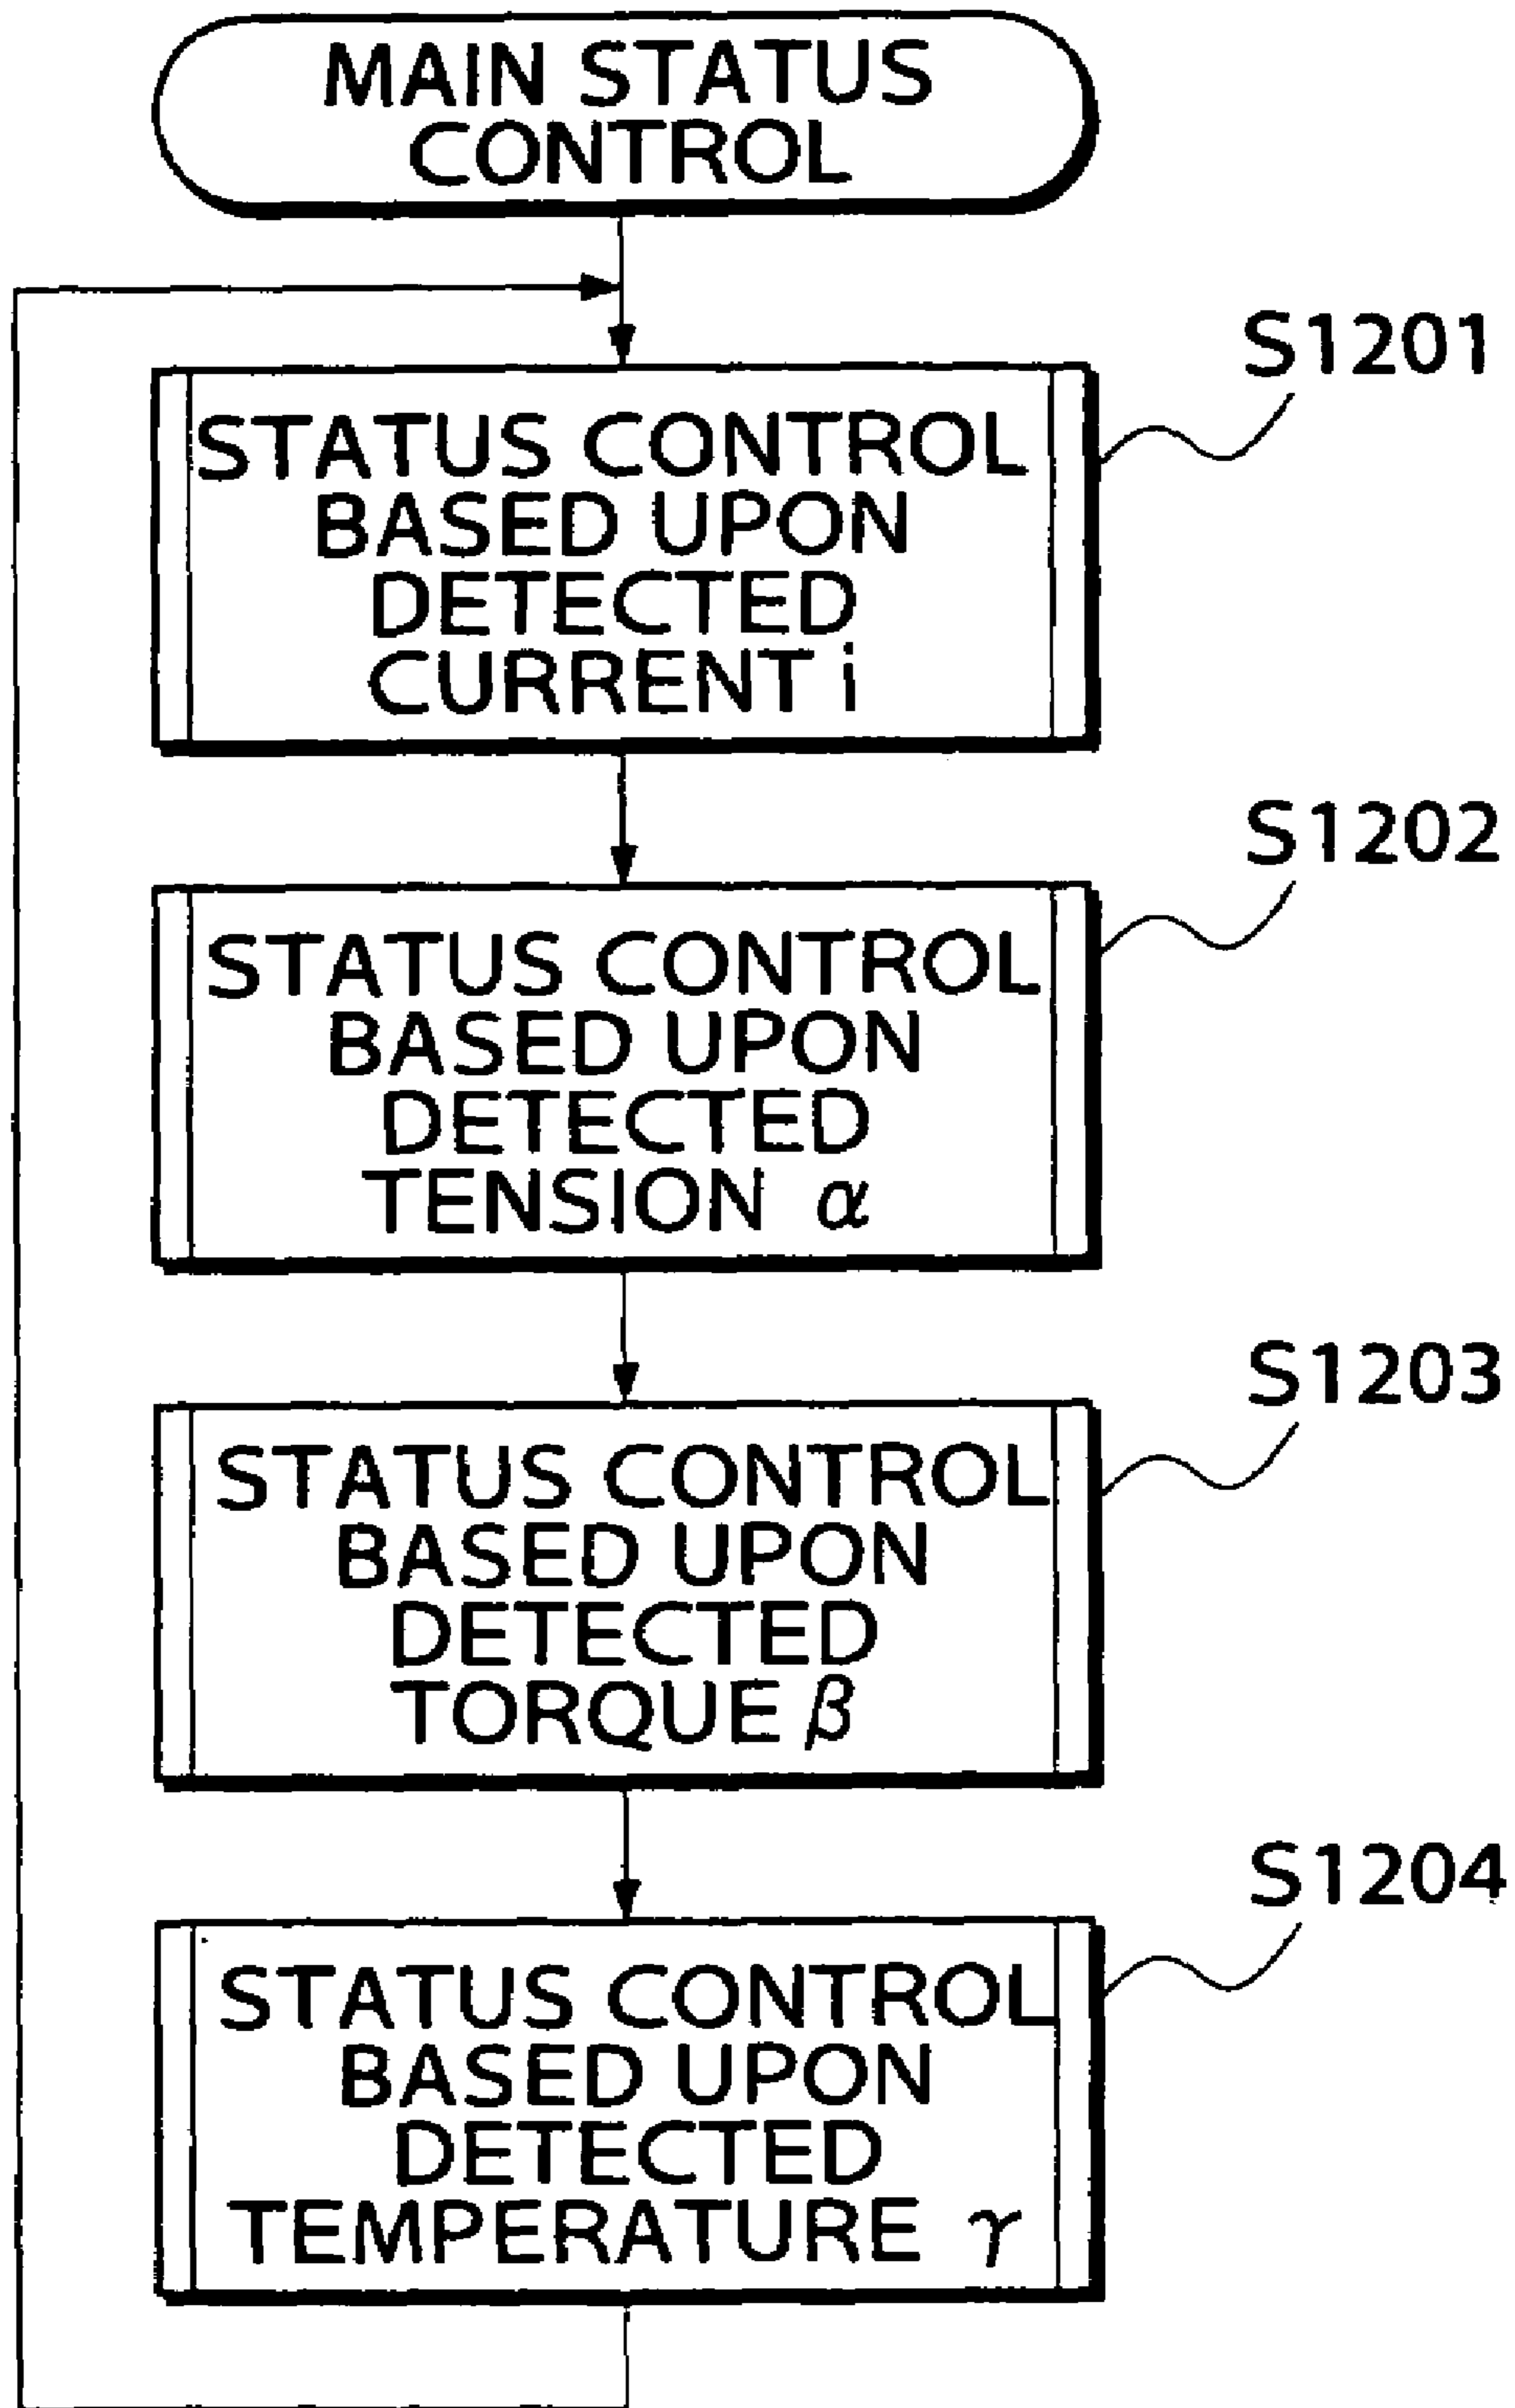 MAIN STATUS
CONTROL
S1201
STATUS CONTROL
BASED UPON
DETECTED
CURRENT i
S1202
STATUS CONTROL
BASED UPON
DETECTED
TENSION α
S1203
STATUS CONTROL
BASED UPON
DETECTED
TORQUE β
S1204
STATUS CONTROL
BASED UPON
DETECTED
TEMPERATURE γ